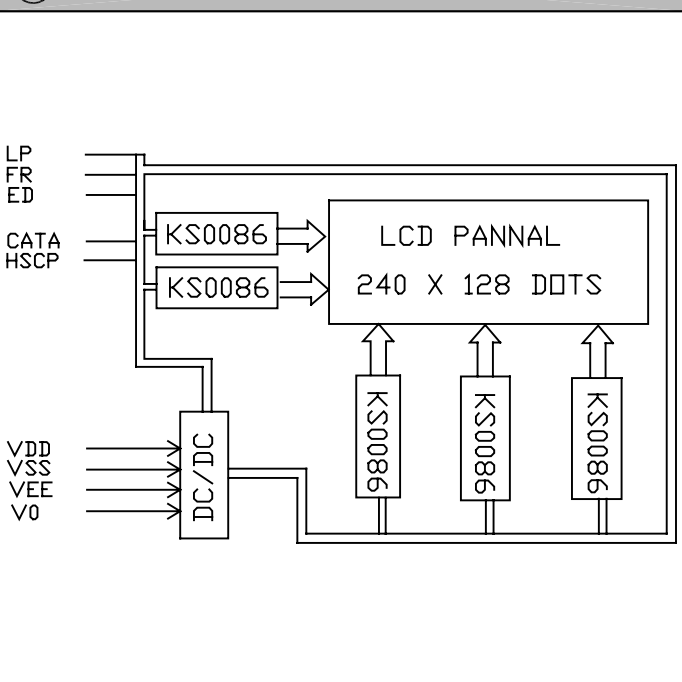 LP
FR
ED
CATA
HSCP
KS0086
KS0086
LCD PANNAL
240 X 128 DOTS
KS0086
KS0086
KS0086
VDD
VSS
VEE
V0
DC/DC